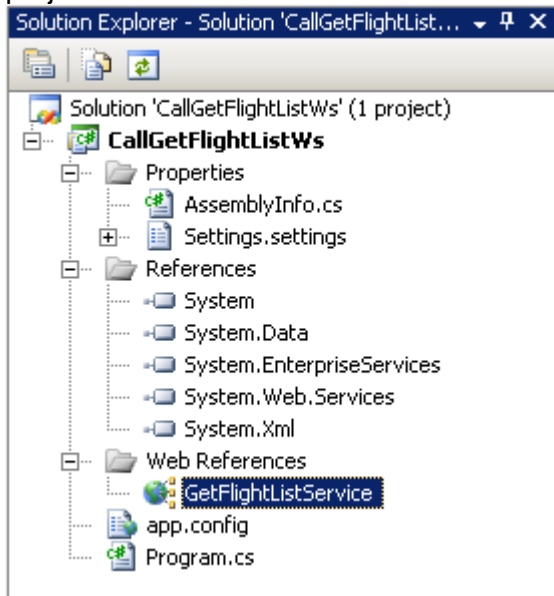 Solution Explorer - Solution 'CallGetFlightList...
Solution 'CallGetFlightListWs' (1 project)
CallGetFlightListWs
Properties
AssemblyInfo.cs
Settings.settings
References
System
System.Data
System.EnterpriseServices
System.Web.Services
System.Xml
Web References
GetFlightListService
app.config
Program.cs